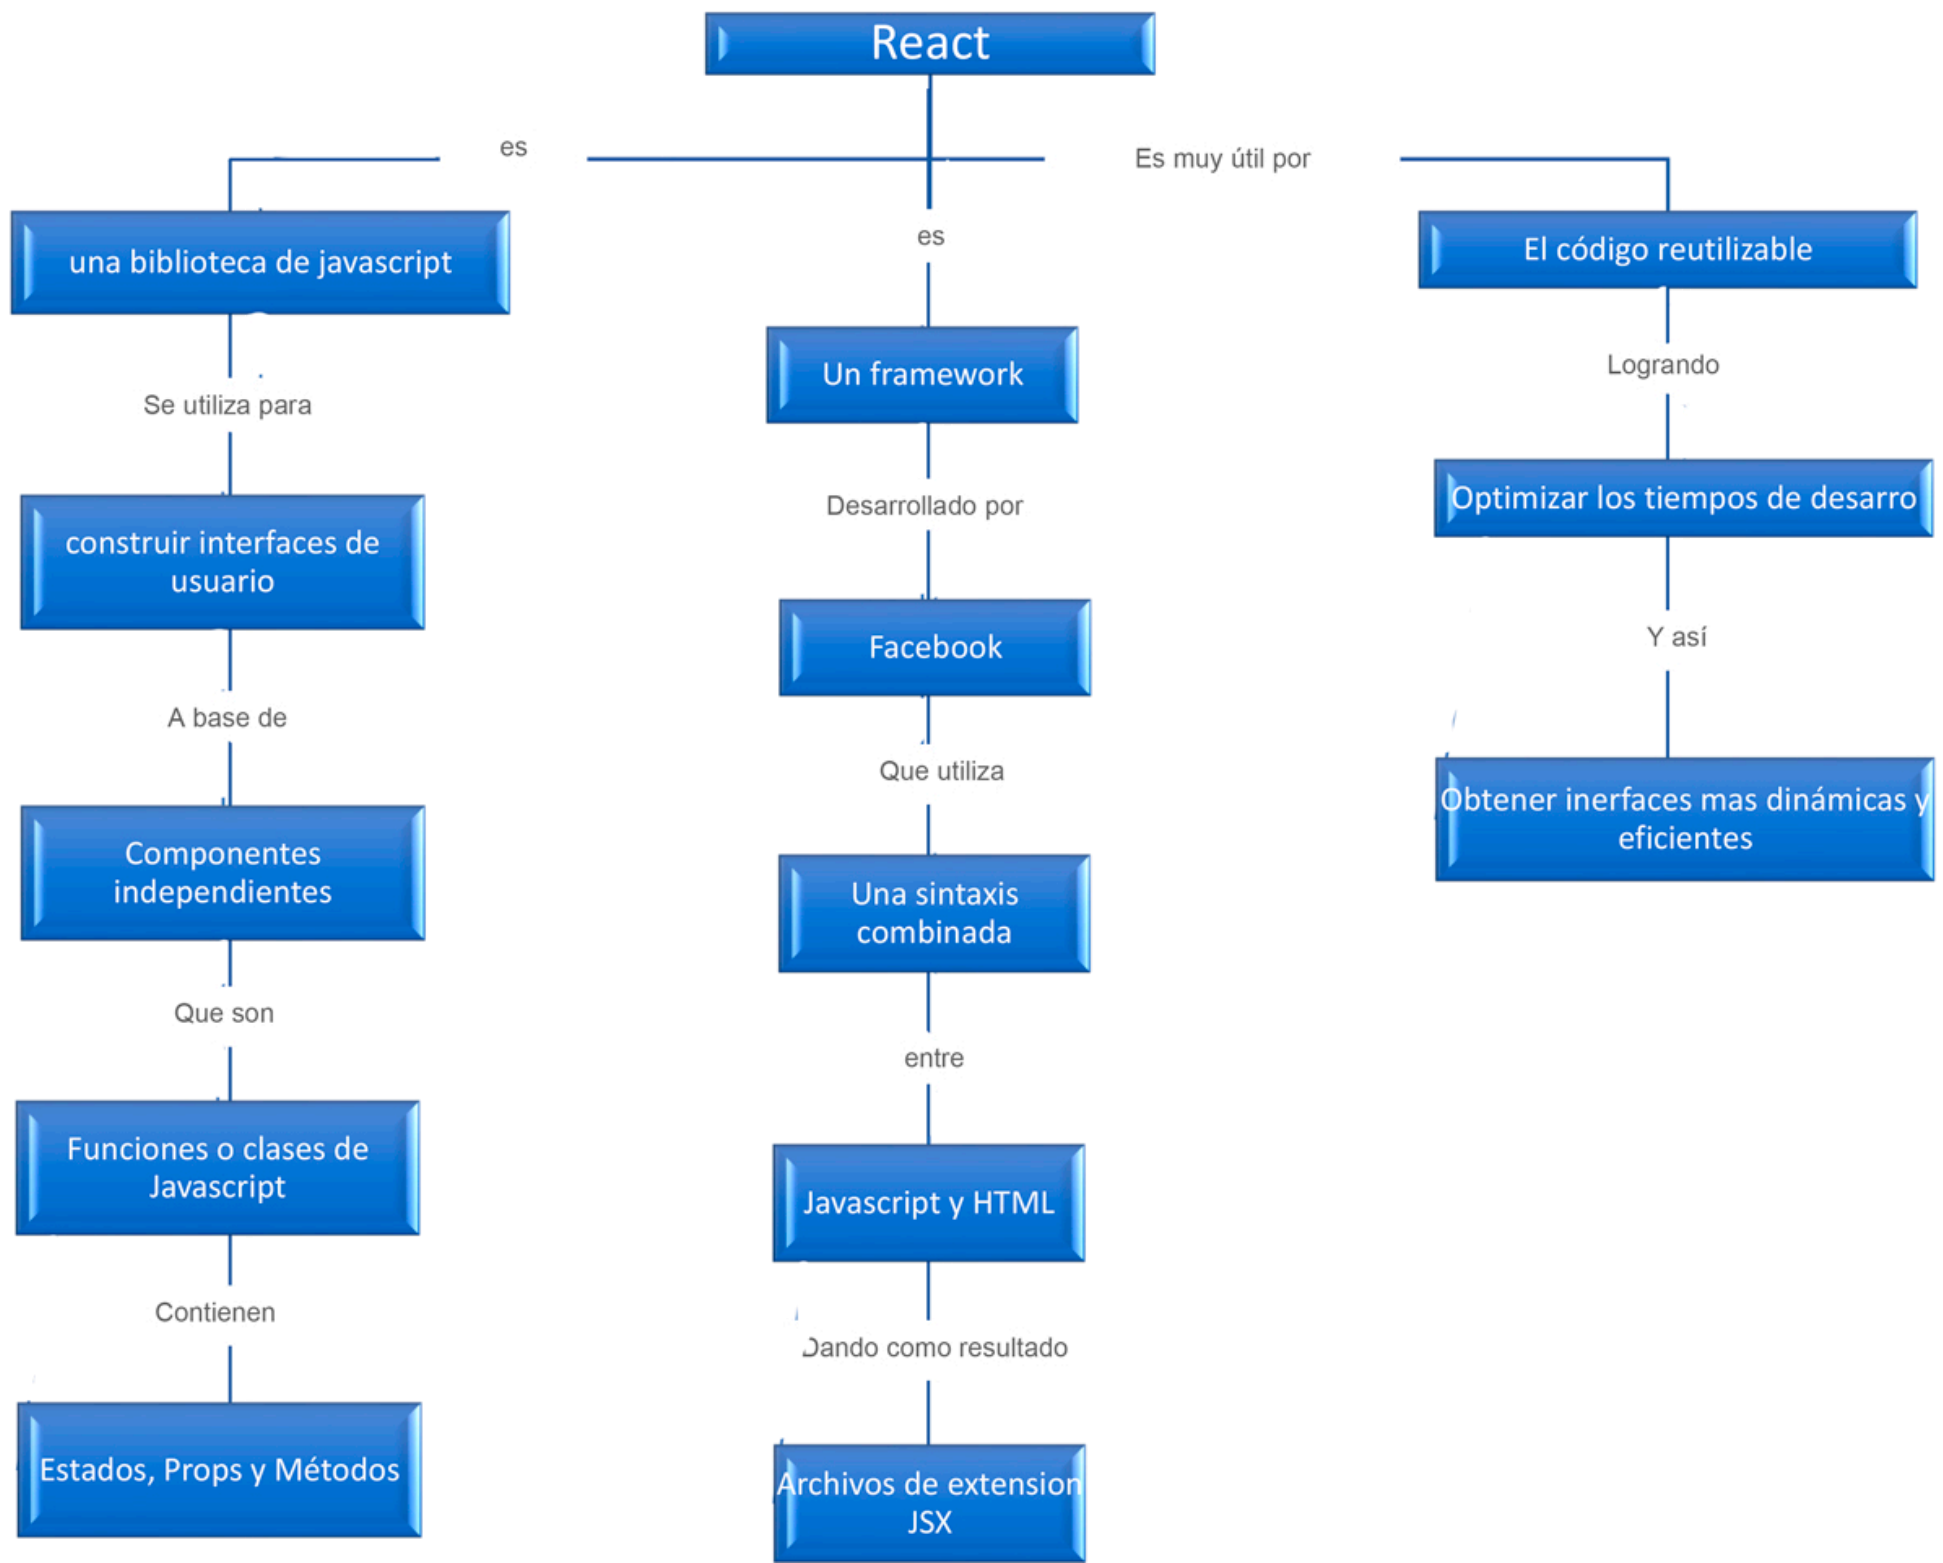 React
es
una biblioteca de javascript
Se utiliza para
construir interfaces de
usuario
A base de
Componentes
independientes
Que son
Funciones o clases de
Javascript
Contienen
Estados, Props y Métodos
es
Un framework
Desarrollado por
Facebook
Que utiliza
Una sintaxis
combinada
entre
Javascript y HTML
Dando como resultado
Archivos de extension
JSX
Es muy útil por
El código reutilizable
Logrando
Optimizar los tiempos de desarro
Y así
Obtener inerfaces mas dinámicas y
eficientes